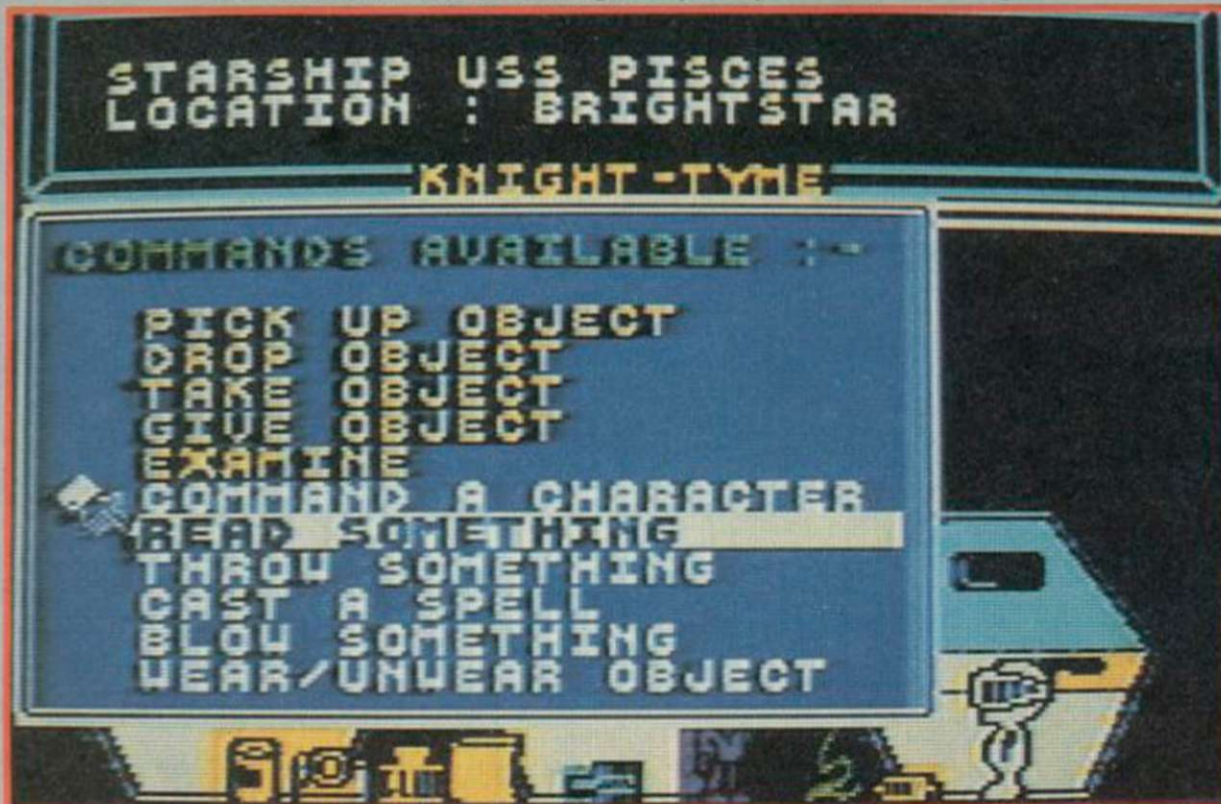 STARSHIP USS PISCES
LOCATION : BRIGHTSTAR
KNIGHT-TYME
COMMANDS AVAILABLE :-
PICK UP OBJECT
DROP OBJECT
TAKE OBJECT
GIVE OBJECT
EXAMINE
COMMAND A CHARACTER
READ SOMETHING
THROW SOMETHING
CAST A SPELL
BLOW SOMETHING
WEAR/UNWEAR OBJECT